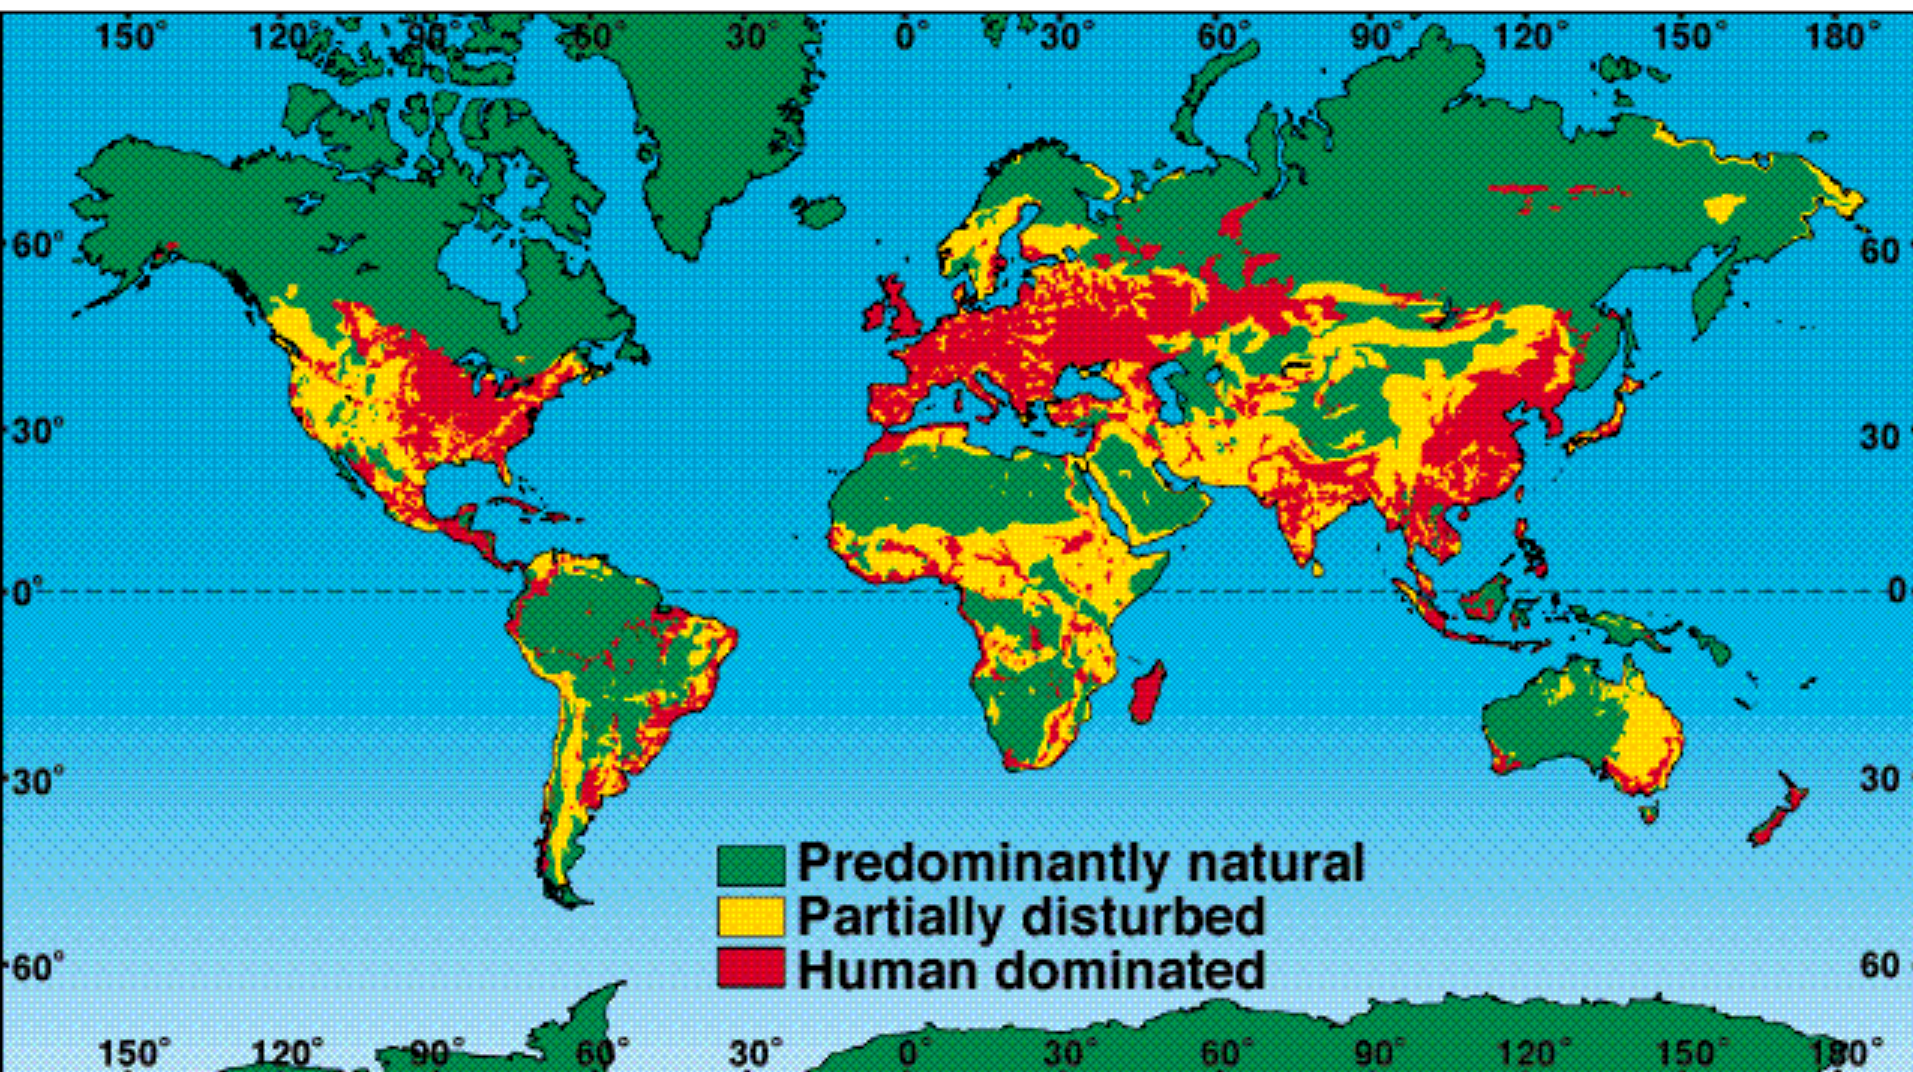 150° 120° 90° 60° 30° 0° 30° 60° 90° 120° 150° 180°
60° 60°
30° 30°
0° 0
30° 30
Predominantly natural
Partially disturbed
60° Human dominated 60
150° 120° 90° 60° 30° 0° 30° 60° 90° 120° 150° 180°